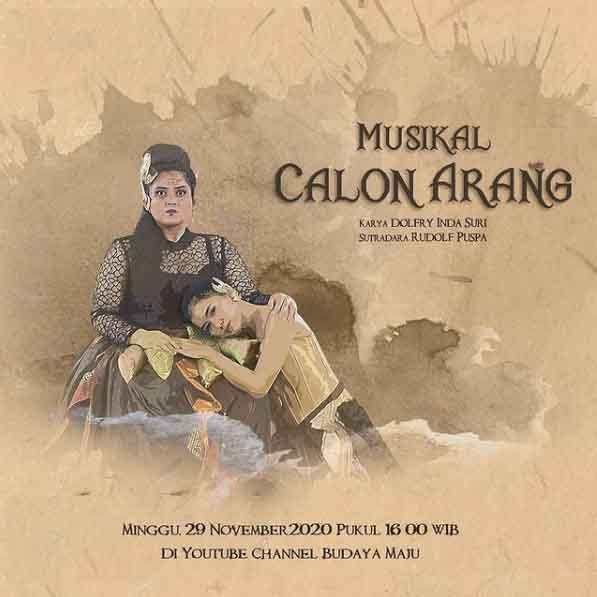 MUSIKAL
CALON ARANG
KARYA DOLFRY INDA SURI
SUTRADARA RUDOLF PUSPA
MINGGU, 29 NOVEMBER 2020 PUKUL 16 00 WIB
DI YOUTUBE CHANNEL BUDAYA MAJU